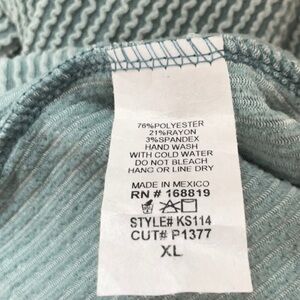 76%POLYESTER
21%RAYON
3%SPANDEX
HAND WASH
WITH COLD WATER
DO NOT BLEACH
HANG OR LINE DRY
MADE IN MEXICO
RN # 168819
STYLE# KS114
CUT# P1377
XL